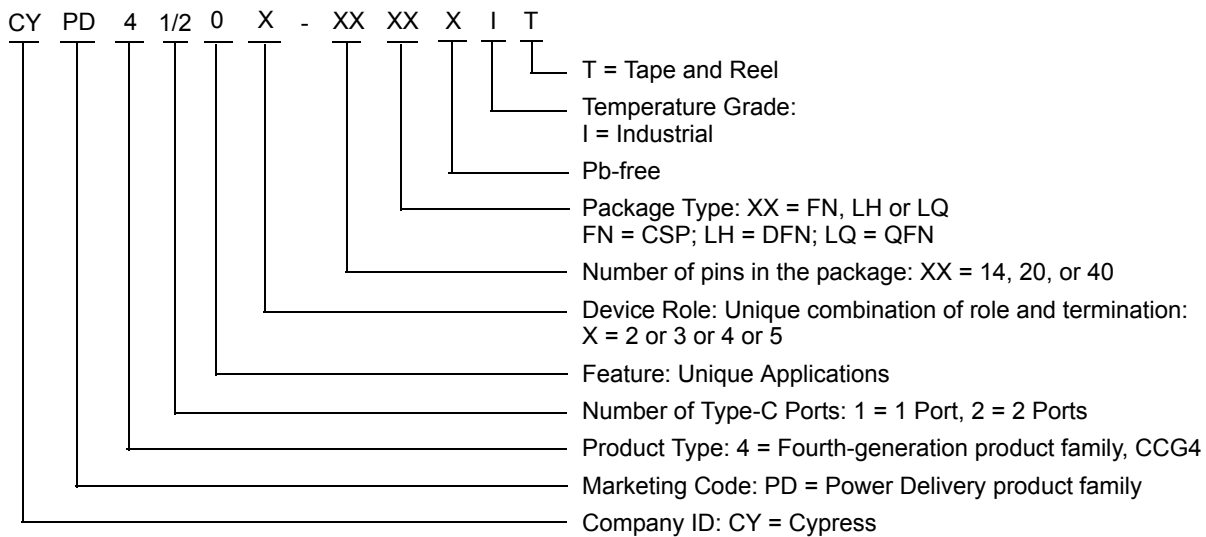 CY PD 4 1/2 0 X - XX XX X I T
T = Tape and Reel
Temperature Grade:
I = Industrial
Pb-free
Package Type: XX = FN, LH or LQ
FN = CSP; LH = DFN; LQ = QFN
Number of pins in the package: XX = 14, 20, or 40
Device Role: Unique combination of role and termination:
X = 2 or 3 or 4 or 5
Feature: Unique Applications
Number of Type-C Ports: 1 = 1 Port, 2 = 2 Ports
Product Type: 4 = Fourth-generation product family, CCG4
Marketing Code: PD = Power Delivery product family
Company ID: CY = Cypress